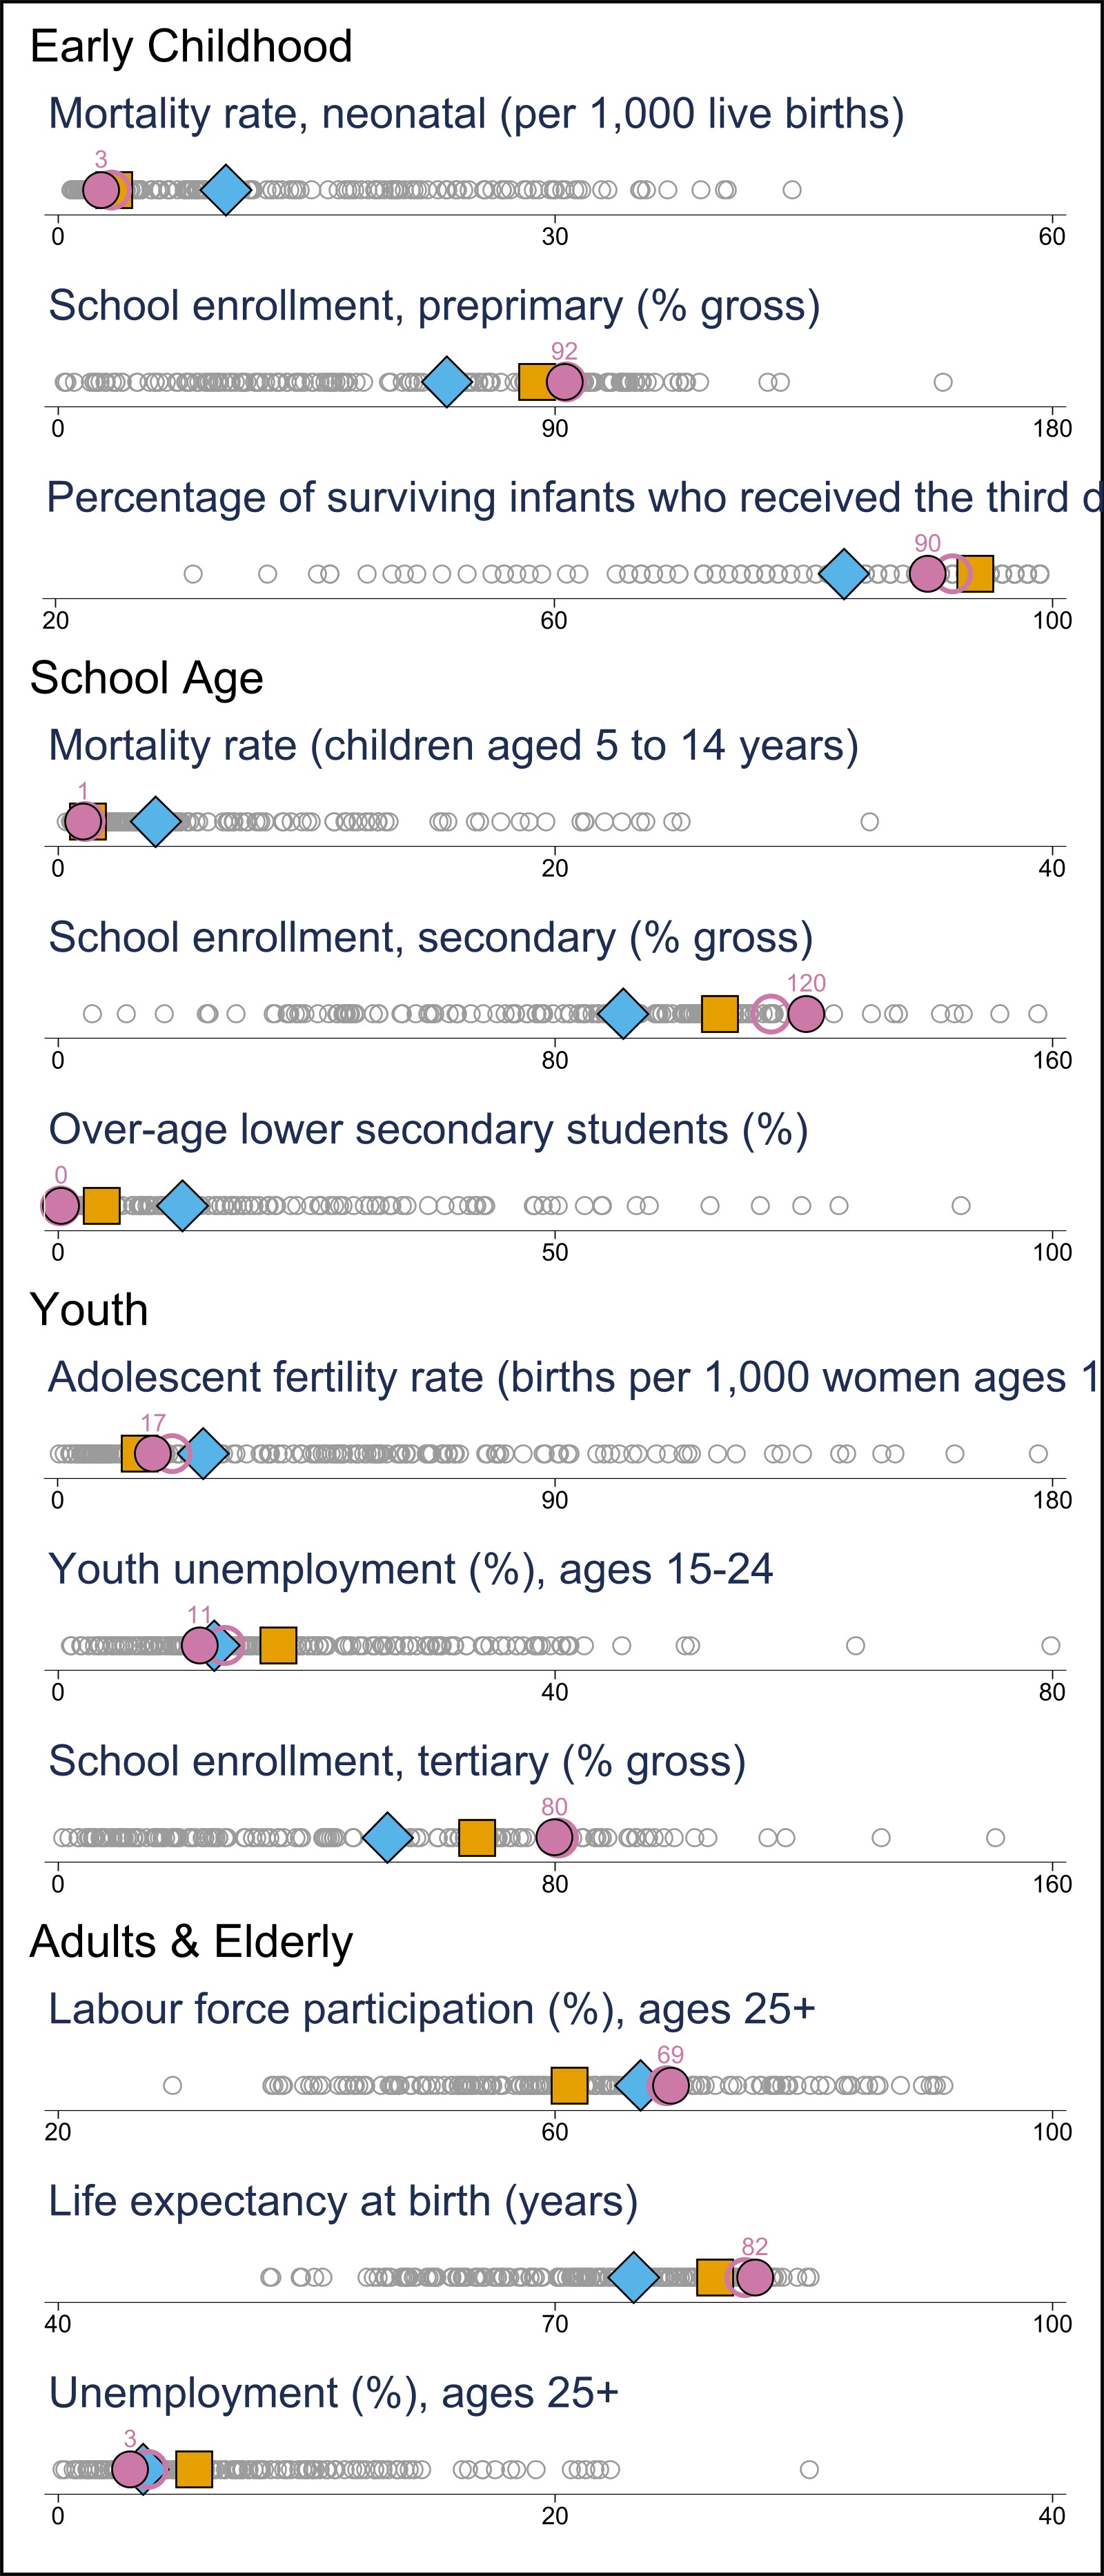 Early Childhood
Mortality rate, neonatal (per 1,000 live births)
3
0 30 60
School enrollment, preprimary (% gross)
92
0 90 180
Percentage of surviving infants who received the third d
90
20 60 100
School Age
Mortality rate (children aged 5 to 14 years)
1
0 20 40
School enrollment, secondary (% gross)
120
0 80 160
Over-age lower secondary students (%)
0
0 50 100
Youth
Adolescent fertility rate (births per 1,000 women ages 1
17
0 90 180
Youth unemployment (%), ages 15-24
11
0 40 80
School enrollment, tertiary (% gross)
80
0 80 160
Adults & Elderly
Labour force participation (%), ages 25+
69
20 60 100
Life expectancy at birth (years)
82
40 70 100
Unemployment (%), ages 25+
3
0 20 40